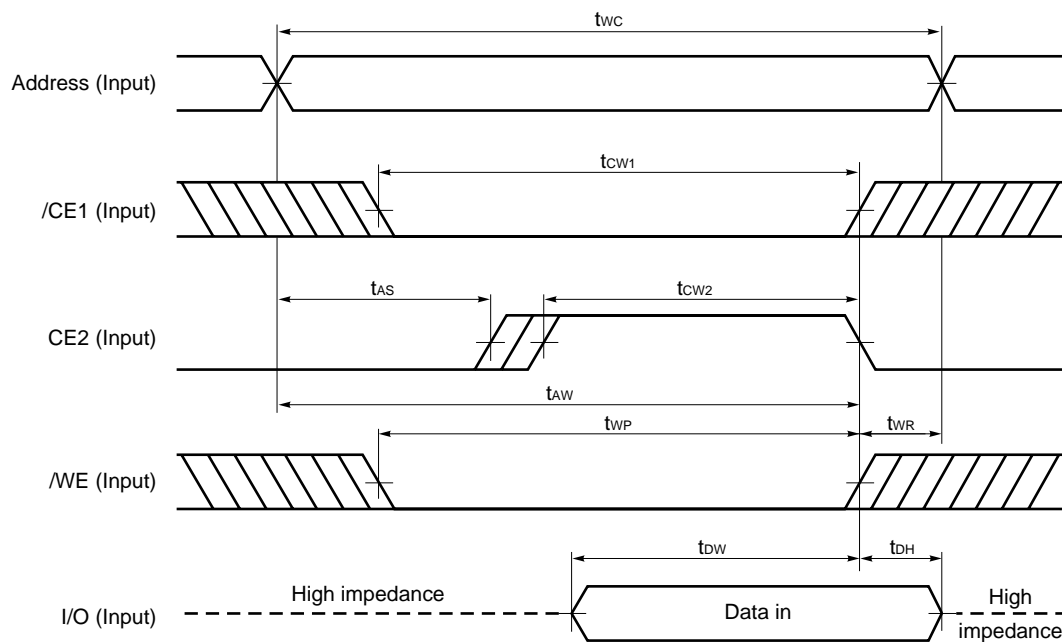 tWC
Address (Input)
tCW1
/CE1 (Input)
tAS
tCW2
CE2 (Input)
tAW
tWP
tWR
/WE (Input)
tDW
tDH
High impedance
Data in
High
impedance
I/O (Input)